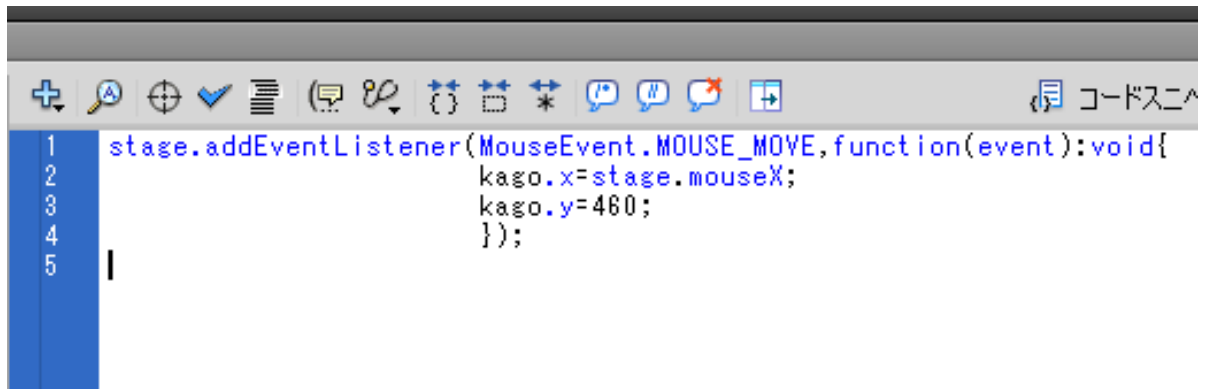 コードスニペ
1 stage.addEventListener(MouseEvent.MOUSE_MOVE,function(event):void{
2 kago.x=stage.mouseX;
3 kago.y=460;
4 });
5